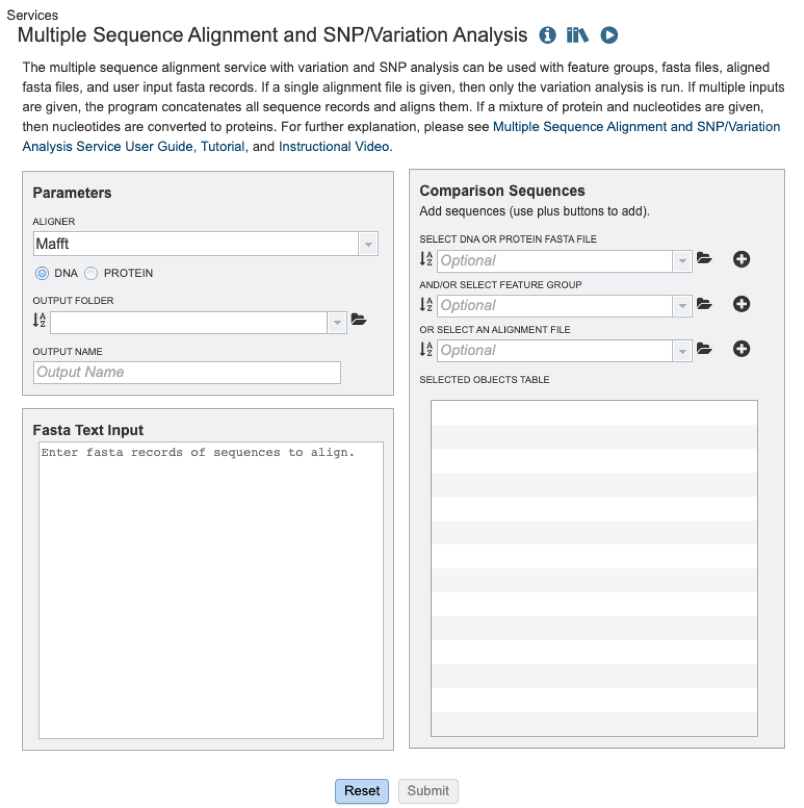 Services
Multiple Sequence Alignment and SNP/Variation Analysis
The multiple sequence alignment service with variation and SNP analysis can be used with feature groups, fasta files, aligned
fasta files, and user input fasta records. If a single alignment file is given, then only the variation analysis is run. If multiple inputs
are given, the program concatenates all sequence records and aligns them. If a mixture of protein and nucleotides are given,
then nucleotides are converted to proteins. For further explanation, please see Multiple Sequence Alignment and SNP/Variation
Analysis Service User Guide, Tutorial, and Instructional Video.
Parameters
ALIGNER
Mafft
DNA PROTEIN
OUTPUT FOLDER
OUTPUT NAME
Output Name
Fasta Text Input
Enter fasta records of sequences to align.
Comparison Sequences
Add sequences (use plus buttons to add).
SELECT DNA OR PROTEIN FASTA FILE
Optional
AND/OR SELECT FEATURE GROUP
Optional
OR SELECT AN ALIGNMENT FILE
Optional
SELECTED OBJECTS TABLE
Reset Submit